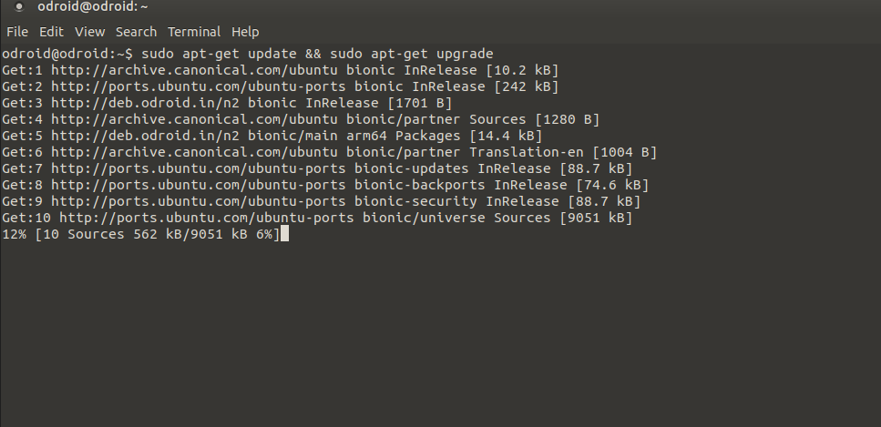 odroid@odroid: ~
File Edit View Search Terminal Help
odroid@odroid:~$ sudo apt-get update && sudo apt-get upgrade
Get:1 http://archive.canonical.com/ubuntu bionic InRelease [10.2 kB]
Get:2 http://ports.ubuntu.com/ubuntu-ports bionic InRelease [242 kB]
Get:3 http://deb.odroid.in/n2 bionic InRelease [1701 B]
Get:4 http://archive.canonical.com/ubuntu bionic/partner Sources [1280 B]
Get:5 http://deb.odroid.in/n2 bionic/main arm64 Packages [14.4 kB]
Get:6 http://archive.canonical.com/ubuntu bionic/partner Translation-en [1004 B]
Get:7 http://ports.ubuntu.com/ubuntu-ports bionic-updates InRelease [88.7 kB]
Get:8 http://ports.ubuntu.com/ubuntu-ports bionic-backports InRelease [74.6 kB]
Get:9 http://ports.ubuntu.com/ubuntu-ports bionic-security InRelease [88.7 kB]
Get:10 http://ports.ubuntu.com/ubuntu-ports bionic/universe Sources [9051 kB]
12% [10 Sources 562 kB/9051 kB 6%]